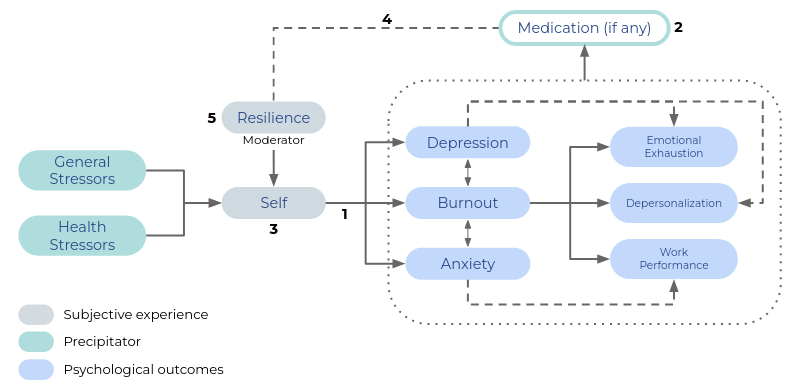 4
Medication (if any)
2
5
Resilience
Moderator
General
Stressors
Health
Stressors
Self
3
1
Depression
Burnout
Anxiety
Emotional
Exhaustion
Depersonalization
Work
Performance
Subjective experience
Precipitator
Psychological outcomes